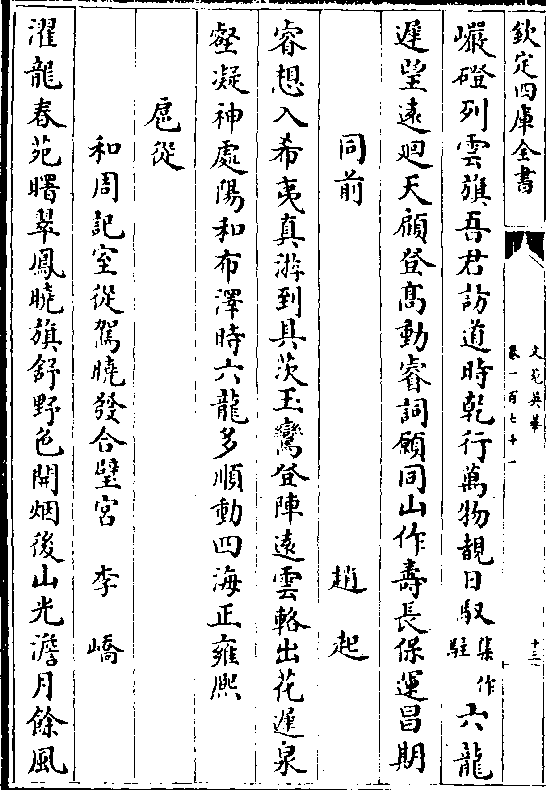 欽定四庫全書
文苑英華
卷一百七十一
十三
巖磴列雲旗吾君訪道時乾行萬物覩日馭集作駐六龍
遲望遠廻天顧登髙動睿詞願同山作壽長保運昌期
同前 趙起
睿想入希夷真游到具茨玉鸞登陣遠雲輅出花遲泉
壑凝神處陽和布澤時六龍多順動四海正雍熙
扈從
和周記室從駕曉發合璧宮 李嶠
濯龍春苑曙翠鳳曉旗舒野色開烟後山光澹月餘風